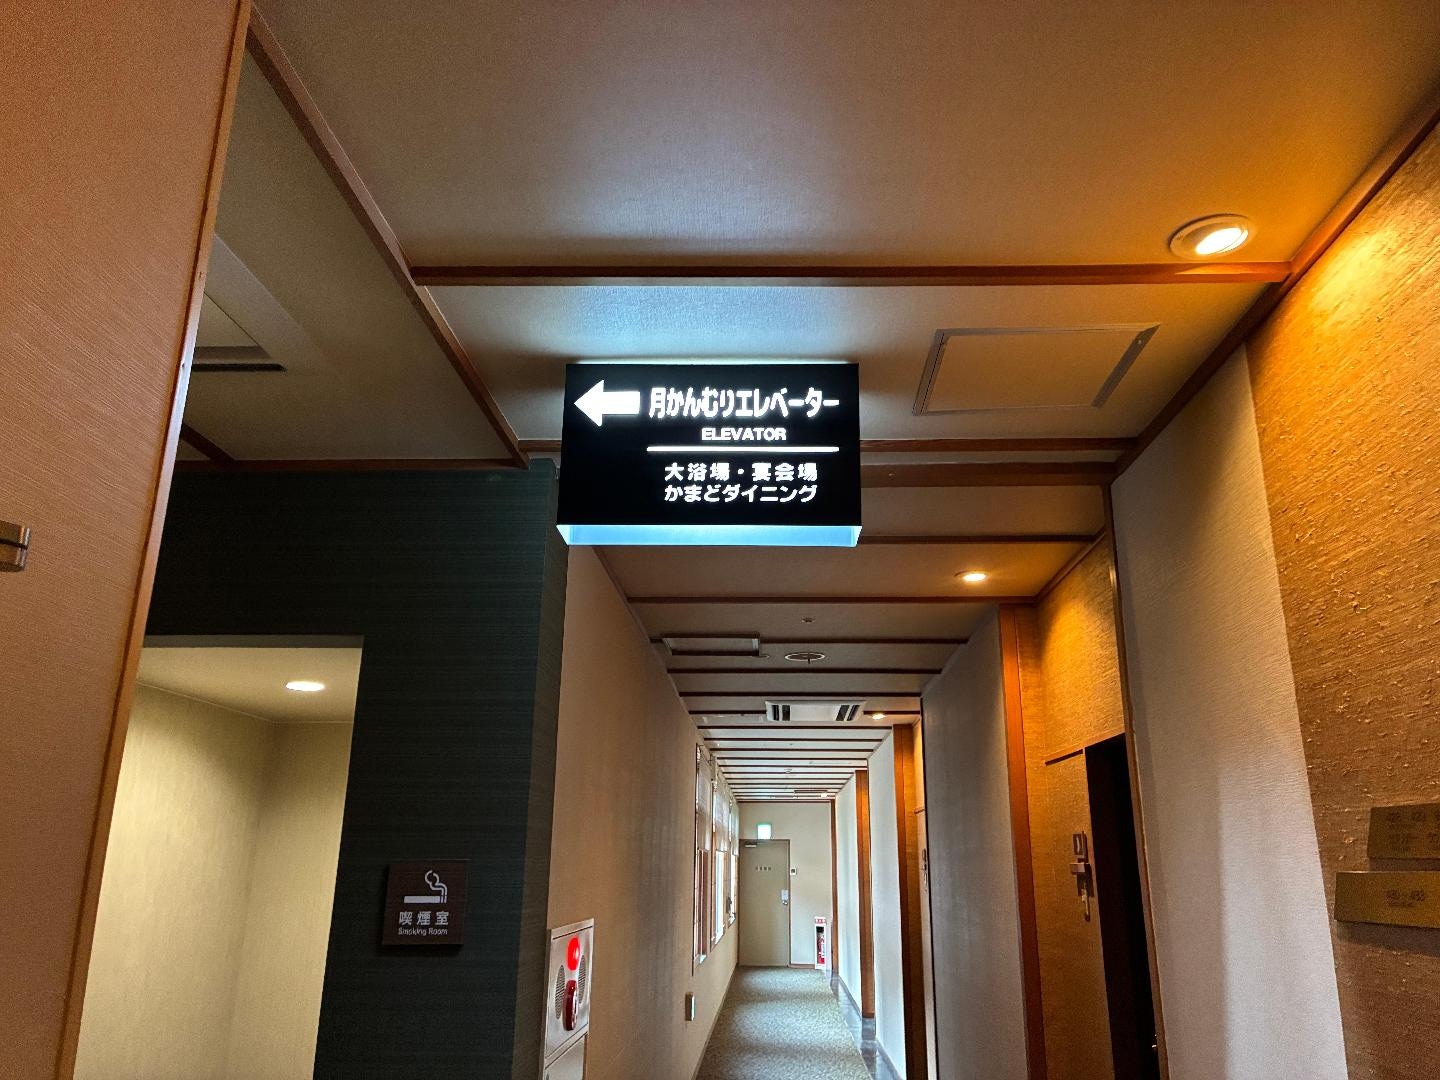 月かんむりエレベーター
ELEVATOR
大浴場・宴会場
かまどダイニング
喫煙室
Smoking Room